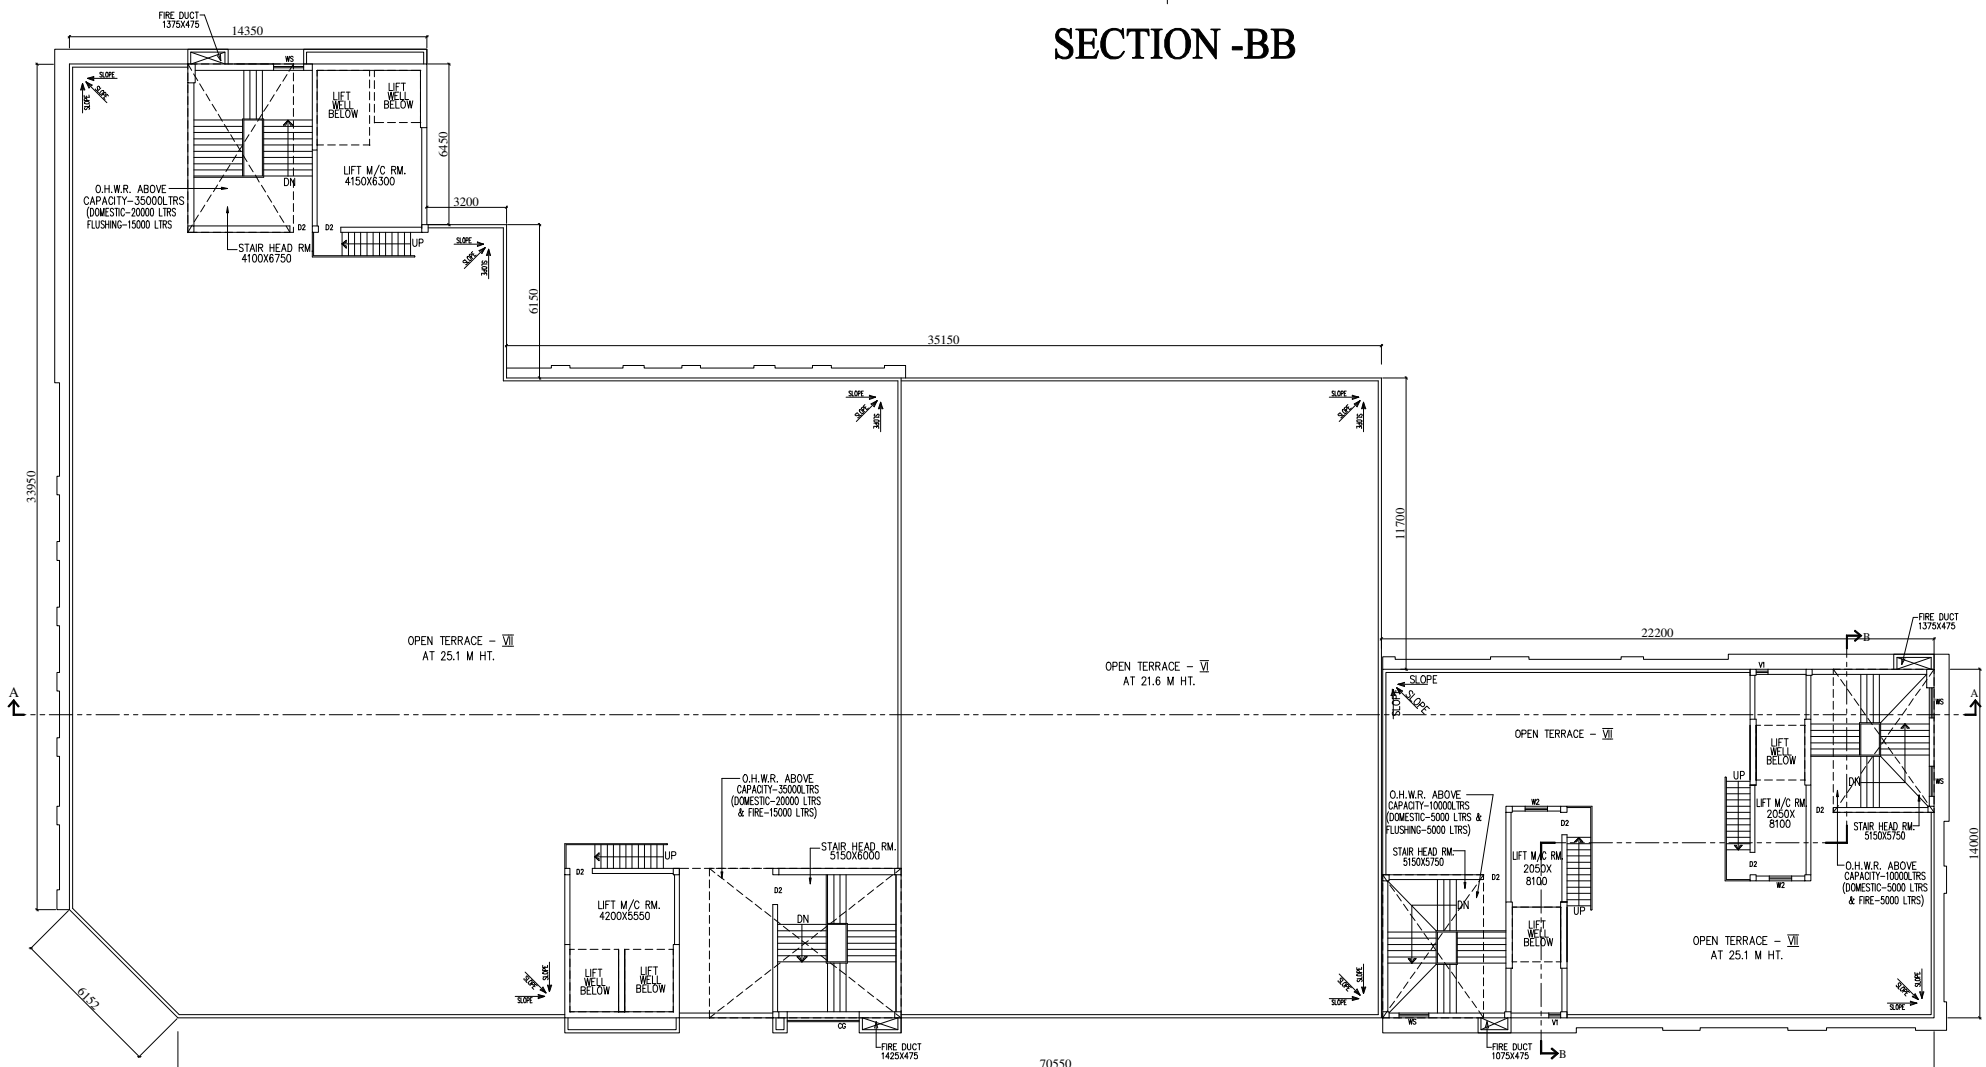 SECTION -BB
FIRE DUCT
1375X475
14350
WS
SLOPE
SLOPE
SLOPE
LIFT
WELL
BELOW
LIFT
WELL
BELOW
6450
LIFT M/C RM.
4150X6300
DN
O.H.W.R. ABOVE
CAPACITY-35000LTRS
(DOMESTIC-20000 LTRS
FLUSHING-15000 LTRS
3200
D2
D2
STAIR HEAD RM.
4100X6750
UP
SLOPE
SLOPE
SLOPE
6150
35150
SLOPE
SLOPE
SLOPE
SLOPE
SLOPE
SLOPE
33950
11700
OPEN TERRACE - VII
AT 25.1 M HT.
OPEN TERRACE - VI
AT 21.6 M HT.
FIRE DUCT
1375X475
22200
B
V1
SLOPE
SLOPE
SLOPE
A
A
WS
OPEN TERRACE - VII
LIFT
WELL
BELOW
WS
DN
UP
LIFT M/C RM.
2050X
8100
D2
STAIR HEAD RM.
5150X5750
O.H.W.R. ABOVE
CAPACITY-35000LTRS
(DOMESTIC-20000 LTRS
& FIRE-15000 LTRS)
O.H.W.R. ABOVE
CAPACITY-10000LTRS
(DOMESTIC-5000 LTRS &
FLUSHING-5000 LTRS)
W2
D2
STAIR HEAD RM.
5150X5750
LIFT M/C RM.
2050X
8100
D2
D2
W2
O.H.W.R. ABOVE
CAPACITY-10000LTRS
(DOMESTIC-5000 LTRS
& FIRE-5000 LTRS)
14000
STAIR HEAD RM.
5150X6000
UP
D2
D2
LIFT M/C RM.
4200X5550
DN
DN
UP
LIFT
WELL
BELOW
OPEN TERRACE - VII
AT 25.1 M HT.
LIFT
WELL
BELOW
LIFT
WELL
BELOW
SLOPE
SLOPE
SLOPE
SLOPE
SLOPE
SLOPE
SLOPE
SLOPE
SLOPE
6152
CG
FIRE DUCT
1425X475
WS
V1
FIRE DUCT
1075X475
B
70550